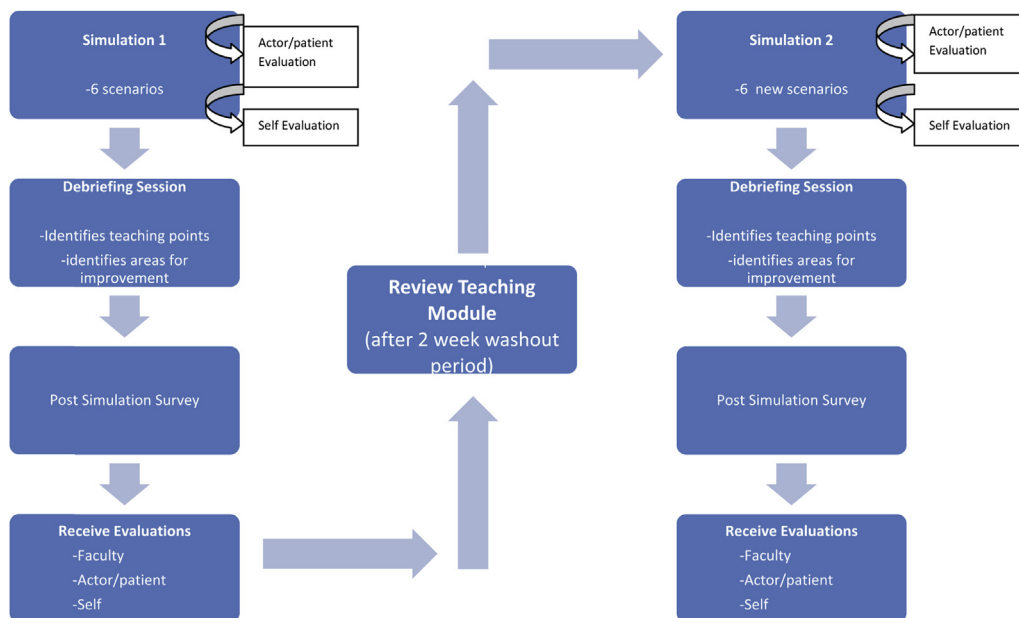 Simulation 1
-6 scenarios
Actor/patient
Evaluation
Self Evaluation
Debriefing Session
-Identifies teaching points
-identifies areas for
improvement
Post Simulation Survey
Receive Evaluations
-Faculty
-Actor/patient
-Self
Review Teaching
Module
(after 2 week washout
period)
Simulation 2
-6 new scenarios
Actor/patient
Evaluation
Self Evaluation
Debriefing Session
-Identifies teaching points
-identifies areas for
improvement
Post Simulation Survey
Receive Evaluations
-Faculty
-Actor/patient
-Self